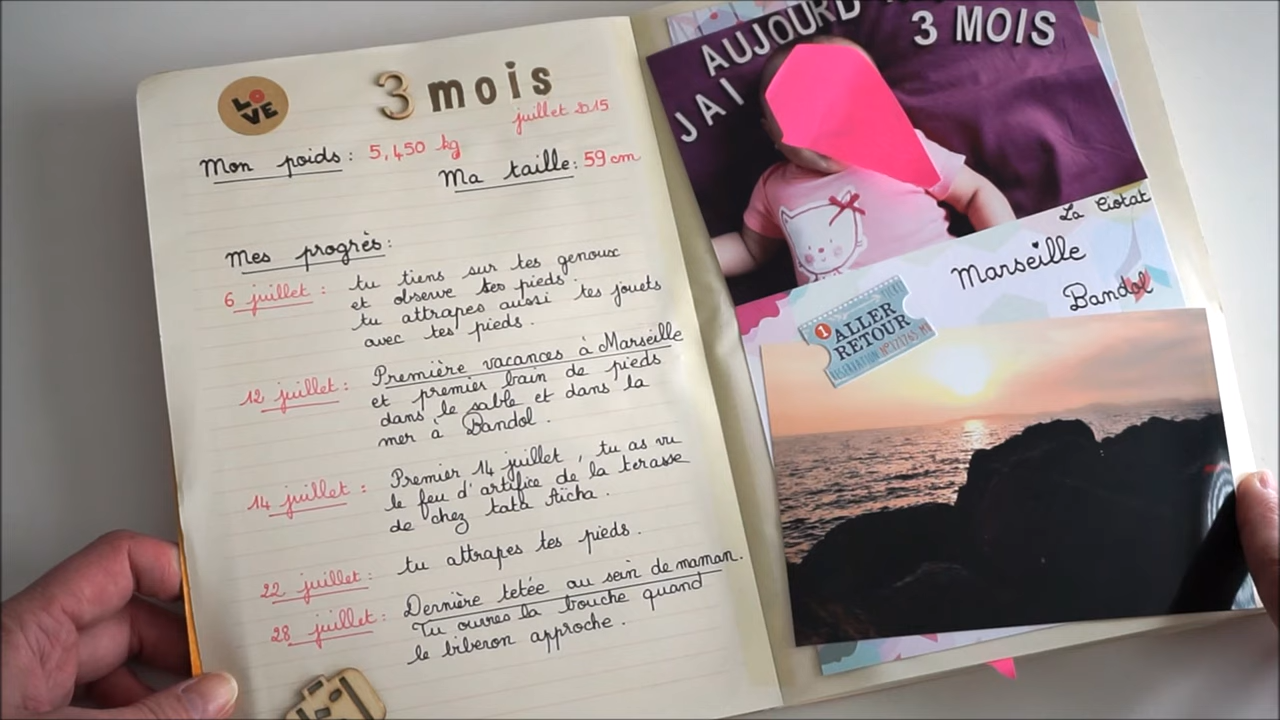 LOVE
3 mois
juillet 2015
Mon poids : 5,450 kg
Ma taille : 59 cm
Mes progrès :
6 juillet : tu tiens sur tes genoux
et observe tes pieds.
tu attrapes aussi tes jouets
avec tes pieds.
12 juillet : Première vacances à Marseille
et premier bain de pieds
dans le sable et dans la
mer à Bandol.
14 juillet : Premier 14 juillet, tu as vu
le feu d'artifice de la terasse
de chez tata Aïcha.
22 juillet : tu attrapes tes pieds.
28 juillet : Dernière tetée au sein de maman.
Tu ouvres la bouche quand
le biberon approche.
AUJOURD
J'AI 3 MOIS
La Ciotat
Marseille
Bandol
1 ALLER
RETOUR